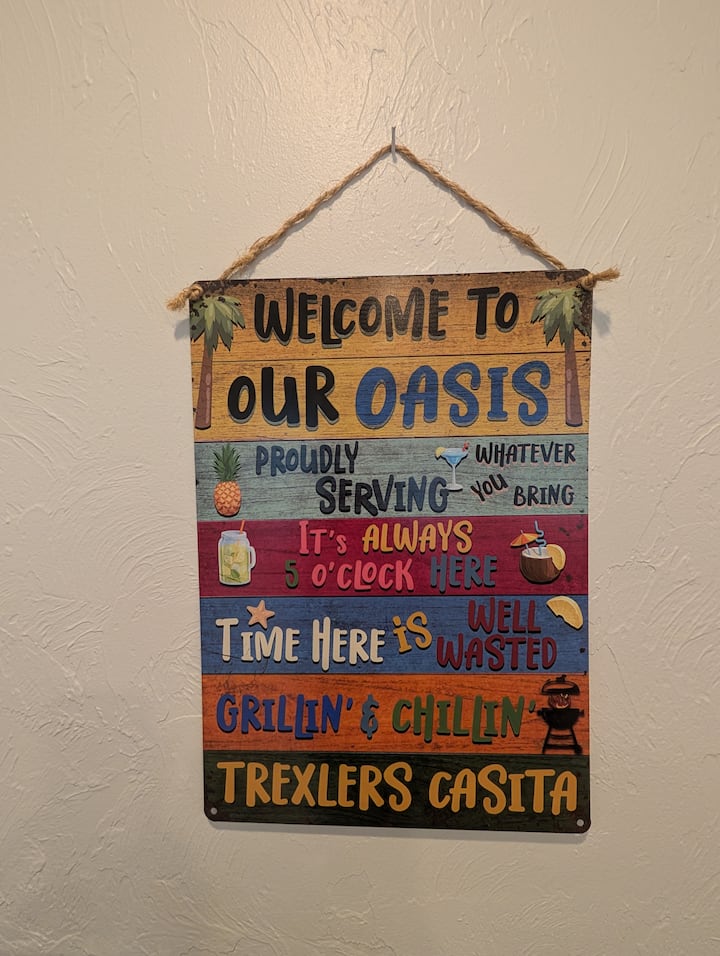 WELCOME TO
OUR OASIS
PROUDLY
SERVING
WHATEVER
YOU BRING
IT'S ALWAYS
5 O'CLOCK HERE
TIME HERE IS WELL
WASTED
GRILLIN' & CHILLIN'
TREXLERS CASITA